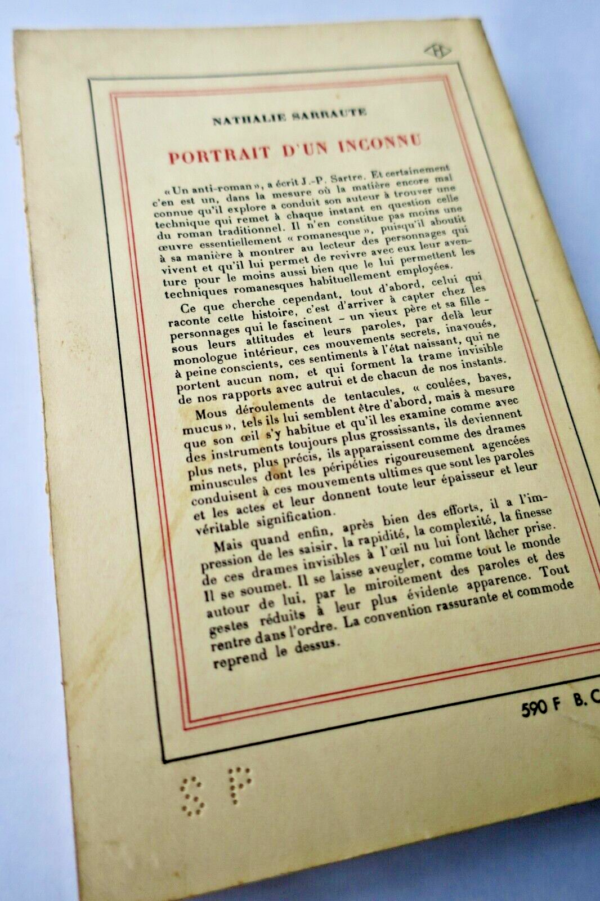 NATHALIE SARRAUTE
PORTRAIT D'UN INCONNU
« Un anti-roman », a écrit J.-P. Sartre. Et certainement
c'en est un, dans la mesure où la matière encore mal
connue qu'il explore a conduit son auteur à trouver une
technique qui remet à chaque instant en question celle
du roman traditionnel. Il n'en constitue pas moins une
œuvre essentiellement « romanesque », puisqu'il aboutit
à sa manière à montrer au lecteur des personnages qui
vivent et qu'il lui permet de revivre avec eux leur aven-
ture pour le moins aussi bien que le lui permettent les
techniques romanesques habituellement employées.
Ce que cherche cependant, tout d'abord, celui qui
raconte cette histoire, c'est d'arriver à capter chez les
personnages qui le fascinent – un vieux père et sa fille –
sous leurs attitudes et leurs paroles, par delà leur
monologue intérieur, ces mouvements secrets, inavoués,
à peine conscients, ces sentiments à l'état naissant, qui ne
portent aucun nom, et qui forment la trame invisible
de nos rapports avec autrui et de chacun de nos instants.
Mous déroulements de tentacules, « coulées, baves,
mucus », tels ils lui semblent être d'abord, mais à mesure
que son œil s'y habitue et qu'il les examine comme avec
des instruments toujours plus grossissants, ils deviennent
plus nets, plus précis, ils apparaissent comme des drames
minuscules dont les péripéties rigoureusement agencées
conduisent à ces mouvements ultimes que sont les paroles
et les actes et leur donnent toute leur épaisseur et leur
véritable signification.
Mais quand enfin, après bien des efforts, il a l'im-
pression de les saisir, la rapidité, la complexité, la finesse
de ces drames invisibles à l'œil nu lui font lâcher prise.
Il se soumet. Il se laisse aveugler, comme tout le monde
autour de lui, par le miroitement des paroles et des
gestes réduits à leur plus évidente apparence. Tout
rentre dans l'ordre. La convention rassurante et commode
reprend le dessus.
590 F B. C
S P